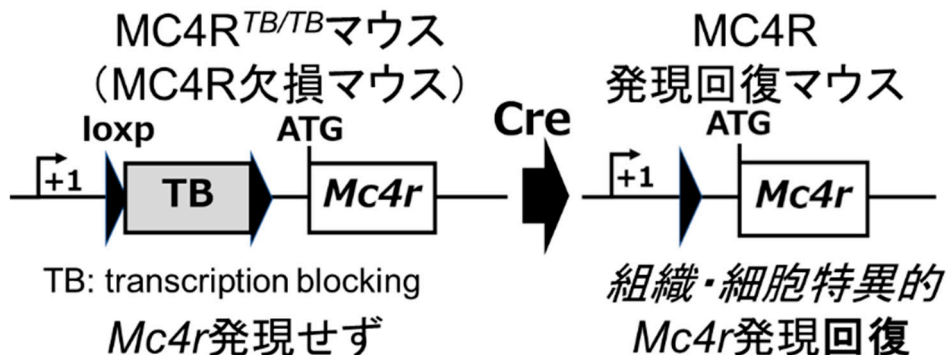 MC4R^TB/TBマウス
（MC4R欠損マウス）
loxp
ATG
+1
TB
Mc4r
TB: transcription blocking
Mc4r発現せず
Cre
MC4R
発現回復マウス
ATG
+1
Mc4r
組織・細胞特異的
Mc4r発現回復